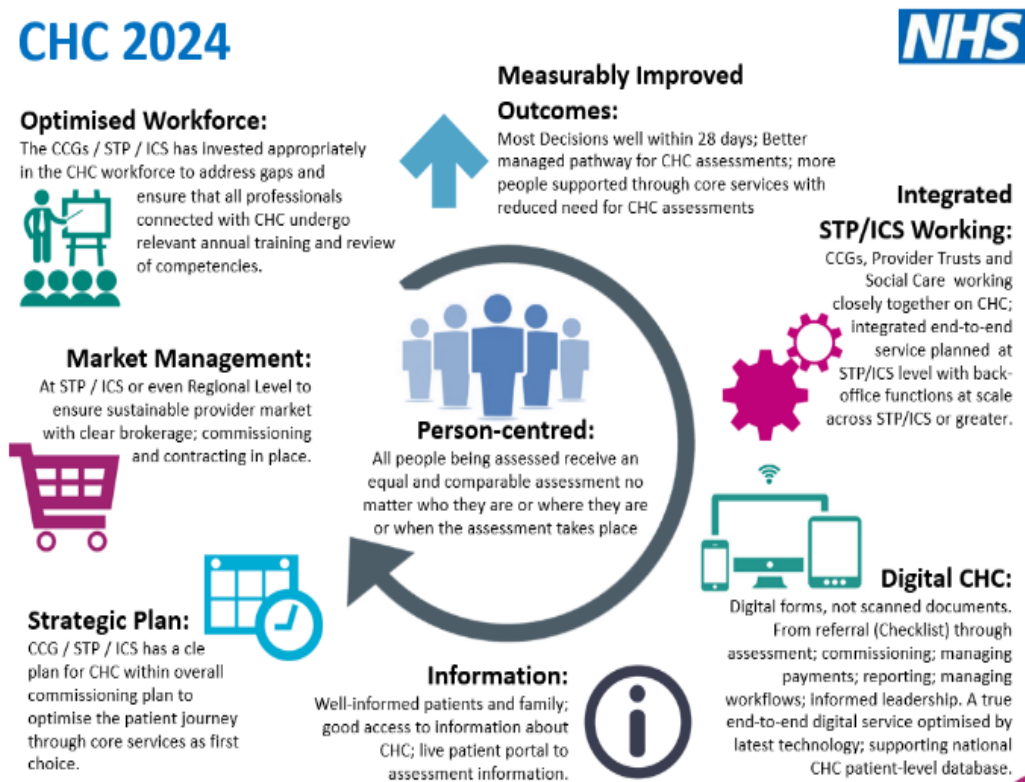 CHC 2024
NHS
Optimised Workforce:
The CCGs / STP / ICS has invested appropriately
in the CHC workforce to address gaps and
ensure that all professionals
connected with CHC undergo
relevant annual training and review
of competencies.
Measurably Improved
Outcomes:
Most Decisions well within 28 days; Better
managed pathway for CHC assessments; more
people supported through core services with
reduced need for CHC assessments
Integrated
STP/ICS Working:
CCGs, Provider Trusts and
Social Care working
closely together on CHC;
integrated end-to-end
service planned at
STP/ICS level with back-
office functions at scale
across STP/ICS or greater.
Market Management:
At STP / ICS or even Regional Level to
ensure sustainable provider market
with clear brokerage; commissioning
and contracting in place.
Person-centred:
All people being assessed receive an
equal and comparable assessment no
matter who they are or where they are
or when the assessment takes place
Digital CHC:
Digital forms, not scanned documents.
From referral (Checklist) through
assessment; commissioning; managing
payments; reporting; managing
workflows; informed leadership. A true
end-to-end digital service optimised by
latest technology; supporting national
CHC patient-level database.
Strategic Plan:
CCG / STP / ICS has a cle
plan for CHC within overall
commissioning plan to
optimise the patient journey
through core services as first
choice.
Information:
Well-informed patients and family;
good access to information about
CHC; live patient portal to
assessment information.
i